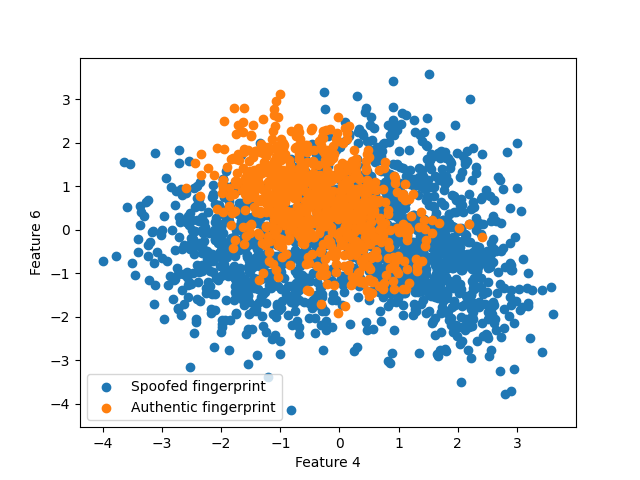 3
2
1
0
−1
−2
−3
−4
Feature 6
Spoofed fingerprint
Authentic fingerprint
−4 −3 −2 −1 0 1 2 3
Feature 4